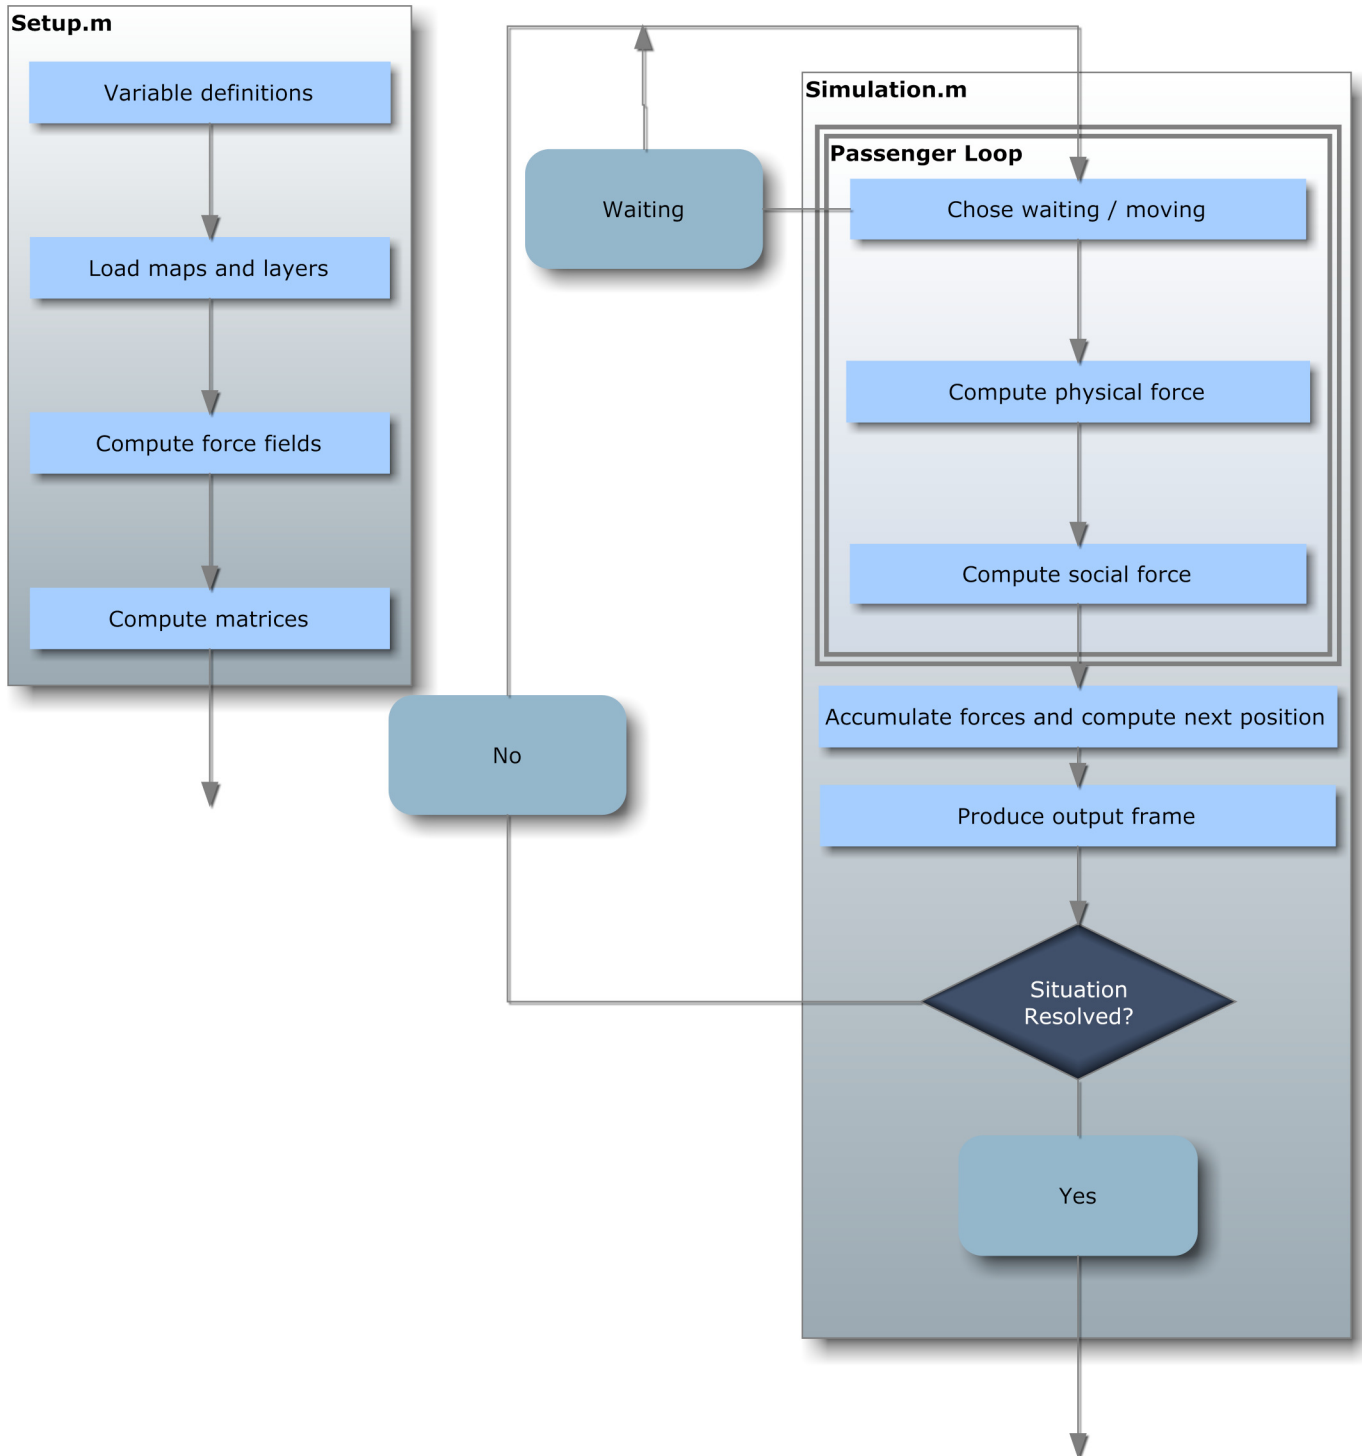 Setup.m
Variable definitions
Load maps and layers
Compute force fields
Compute matrices
Waiting
No
Simulation.m
Passenger Loop
Chose waiting / moving
Compute physical force
Compute social force
Accumulate forces and compute next position
Produce output frame
Situation
Resolved?
Yes